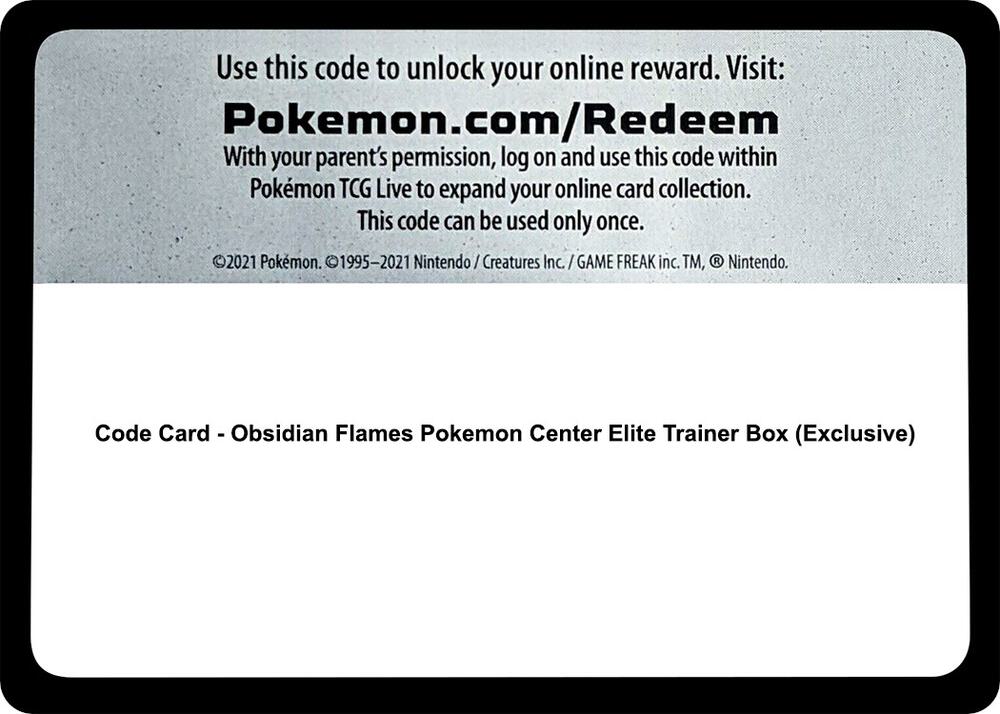 Use this code to unlock your online reward. Visit:
Pokemon.com/Redeem
With your parent's permission, log on and use this code within
Pokémon TCG Live to expand your online card collection.
This code can be used only once.
©2021 Pokémon. ©1995–2021 Nintendo / Creatures Inc. / GAME FREAK inc. TM, ® Nintendo.
Code Card - Obsidian Flames Pokemon Center Elite Trainer Box (Exclusive)